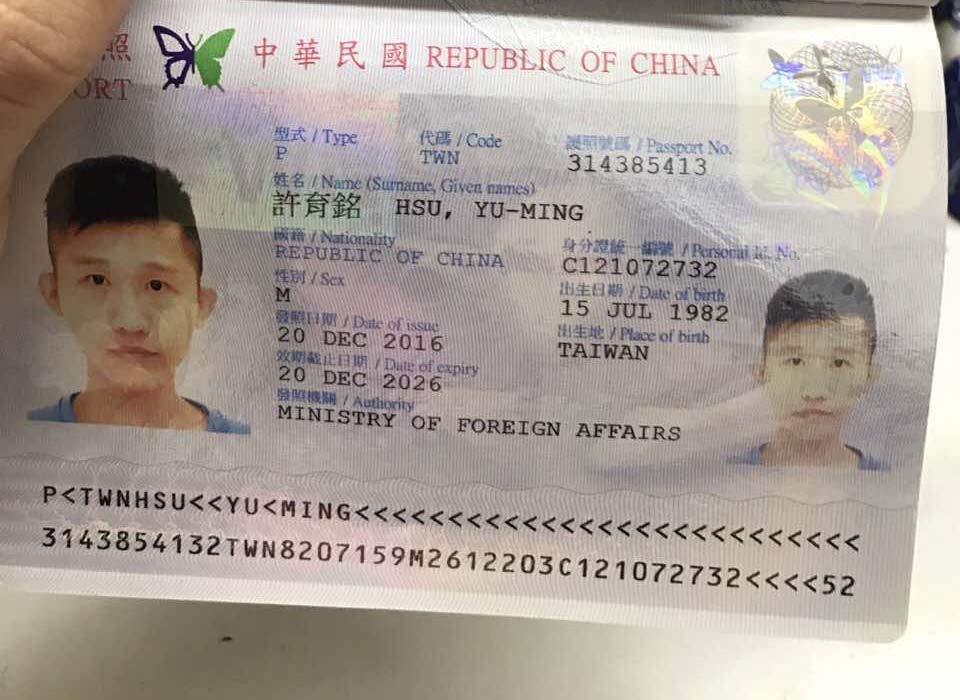 照
ORT
中華民國 REPUBLIC OF CHINA
型式 / Type 代碼 / Code 護照號碼 / Passport No.
P TWN 314385413
姓名 / Name (Surname, Given names)
許育銘 HSU, YU-MING
國籍 / Nationality 身分證統一編號 / Personal Id. No.
REPUBLIC OF CHINA C121072732
性別 / Sex 出生日期 / Date of birth
M 15 JUL 1982
發照日期 / Date of issue 出生地 / Place of birth
20 DEC 2016 TAIWAN
效期截止日期 / Date of expiry
20 DEC 2026
發照機關 / Authority
MINISTRY OF FOREIGN AFFAIRS
P<TWNHSU<<YU<MING<<<<<<<<<<<<<<<<<<<<<<<<<<<
3143854132TWN8207159M2612203C121072732<<<<52